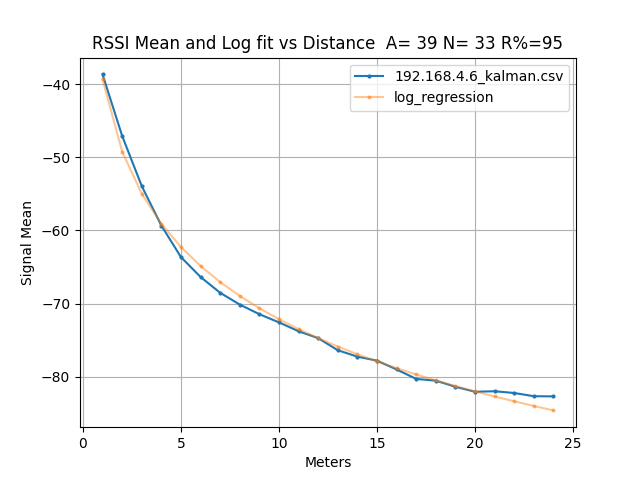 RSSI Mean and Log fit vs Distance  A= 39 N= 33 R%=95
192.168.4.6_kalman.csv
log_regression
−40
−50
−60
−70
−80
Signal Mean
0 5 10 15 20 25
Meters